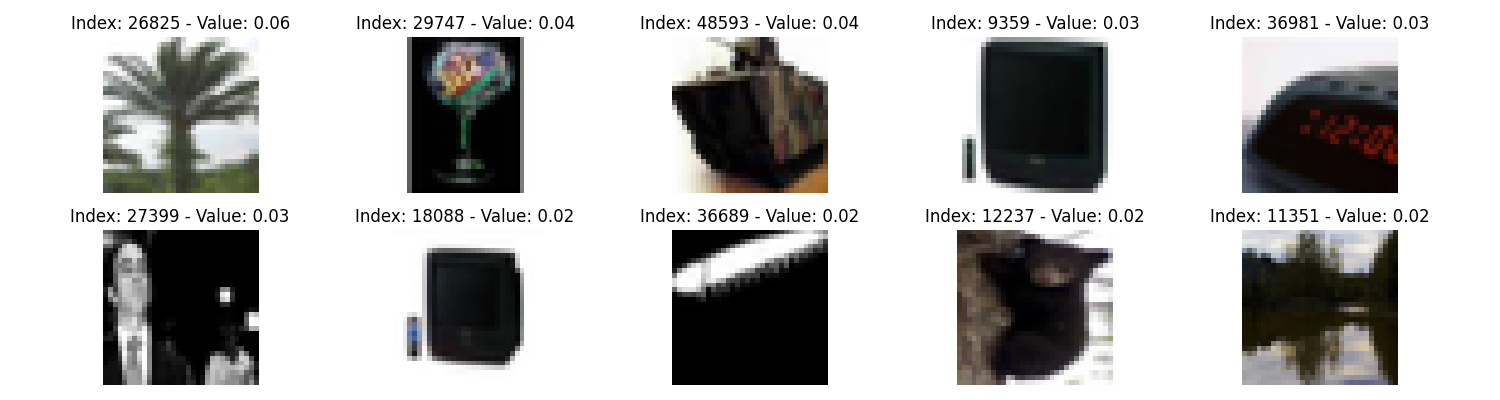 Index: 26825 - Value: 0.06
Index: 29747 - Value: 0.04
Index: 48593 - Value: 0.04
Index: 9359 - Value: 0.03
Index: 36981 - Value: 0.03
:12:00
Index: 27399 - Value: 0.03
Index: 18088 - Value: 0.02
Index: 36689 - Value: 0.02
Index: 12237 - Value: 0.02
Index: 11351 - Value: 0.02